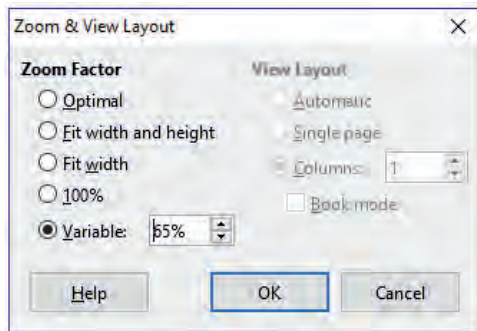 Zoom & View Layout
Zoom Factor
Optimal
Fit width and height
Fit width
100%
Variable: 65%
View Layout
Automatic
Single page
Columns: 1
Book mode
Help OK Cancel